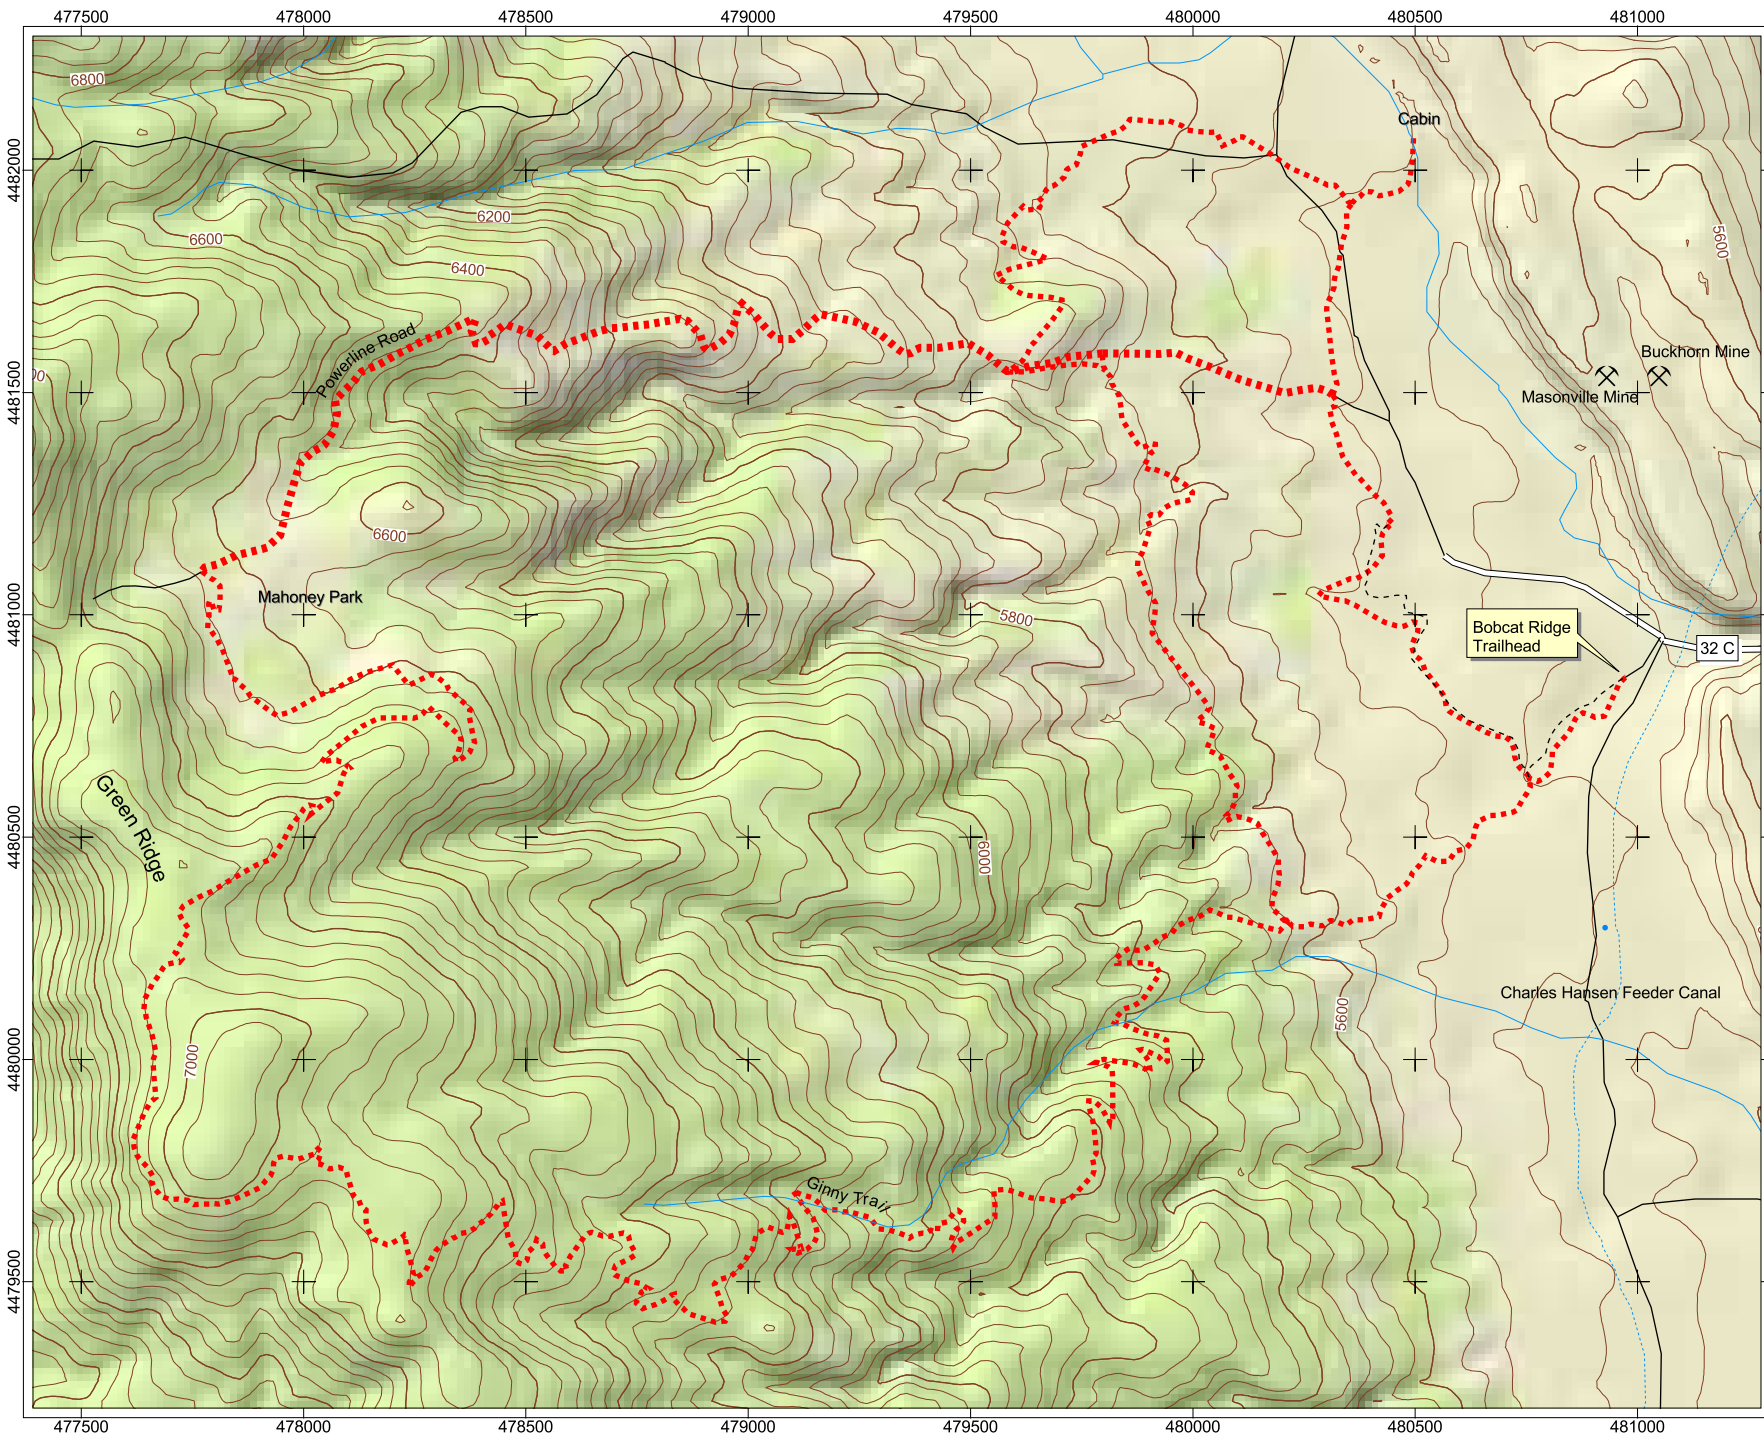 477500 478000 478500 479000 479500 480000 480500 481000
6800
Cabin
4482000
6200
6600
5600
6400
Powerline Road
Buckhorn Mine
4481500
Masonville Mine
00
6600
Mahoney Park
4481000
5800
Bobcat Ridge
Trailhead
32 C
Green Ridge
4480500
6000
Charles Hansen Feeder Canal
5600
4480000
7000
Ginny Trail
4479500
477500 478000 478500 479000 479500 480000 480500 481000